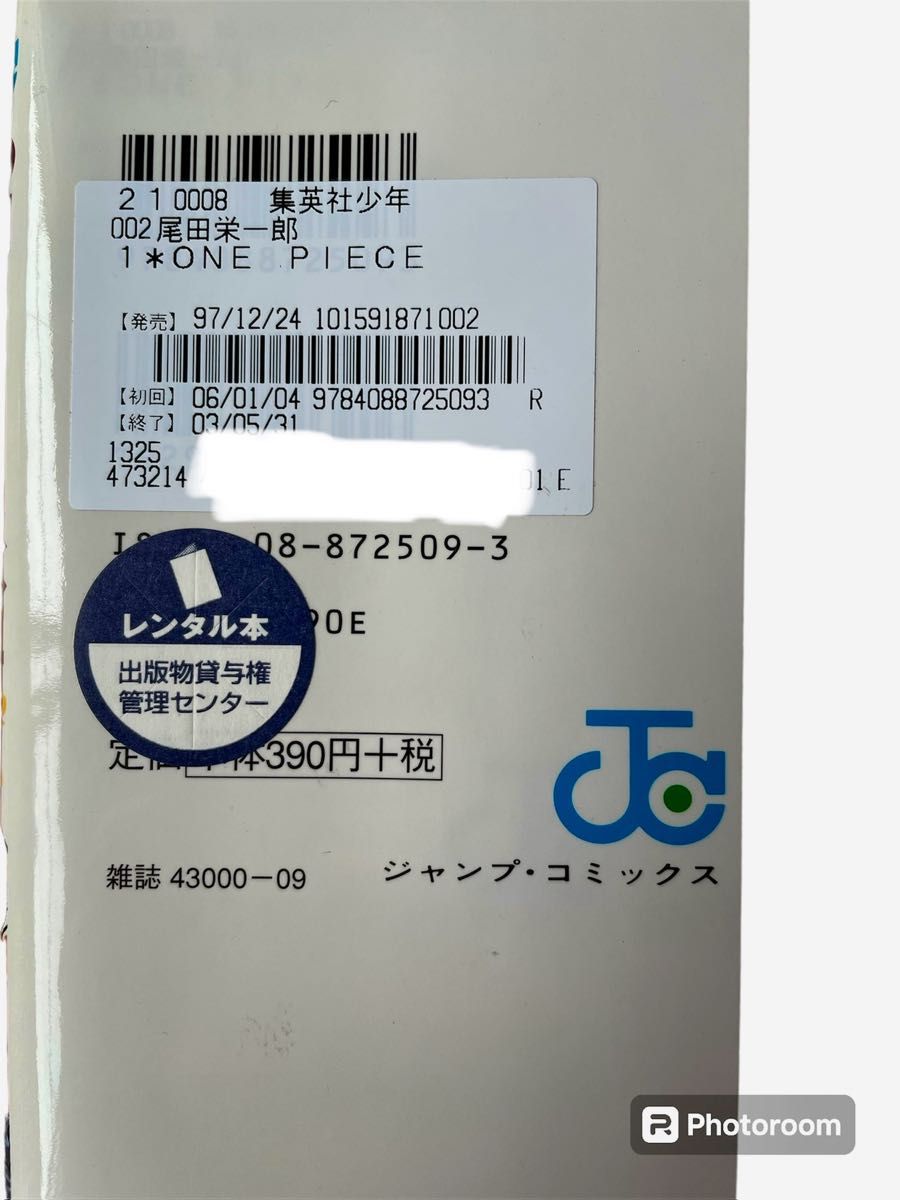 ２１0008 集英社少年
002尾田栄一郎
１＊ＯＮＥ ＰＩＥＣＥ
【発売】 97/12/24 101591871002
【初回】 06/01/04 9784088725093 R
【終了】 03/05/31
1325
473214 01 E
08-872509-3
90E
レンタル本
出版物貸与権
管理センター
定価 本体390円+税
雑誌 43000-09
ジャンプ・コミックス
Photoroom